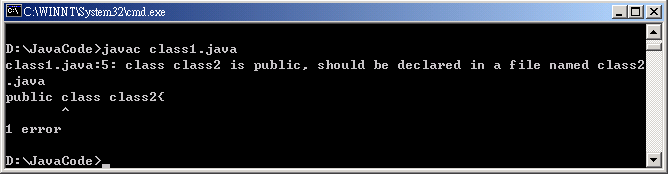 C:\WINNT\System32\cmd.exe
D:\JavaCode>javac class1.java
class1.java:5: class class2 is public, should be declared in a file named class2
.java
public class class2{
^
1 error
D:\JavaCode>_